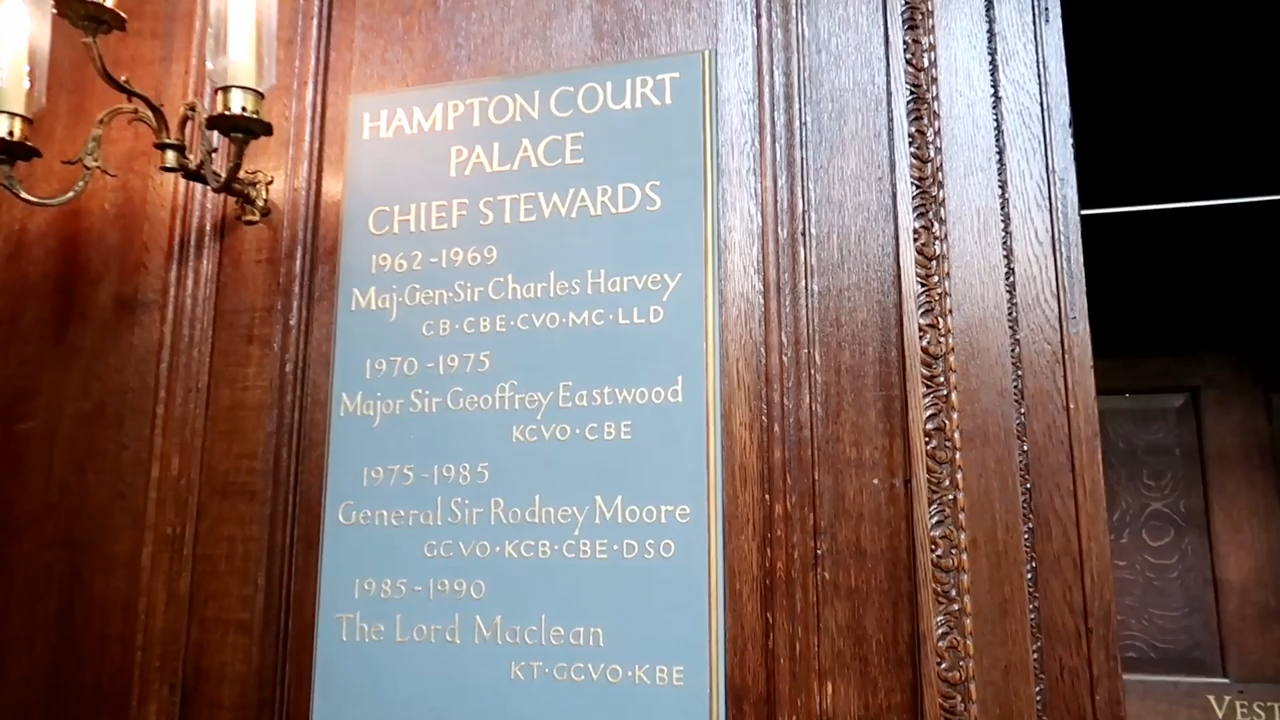 HAMPTON COURT
PALACE
CHIEF STEWARDS
1962-1969
Maj·Gen·Sir Charles Harvey
CB·CBE·CVO·MC·LLD
1970-1975
Major Sir Geoffrey Eastwood
KCVO·CBE
1975-1985
General Sir Rodney Moore
GCVO·KCB·CBE·DSO
1985-1990
The Lord Maclean
KT·GCVO·KBE